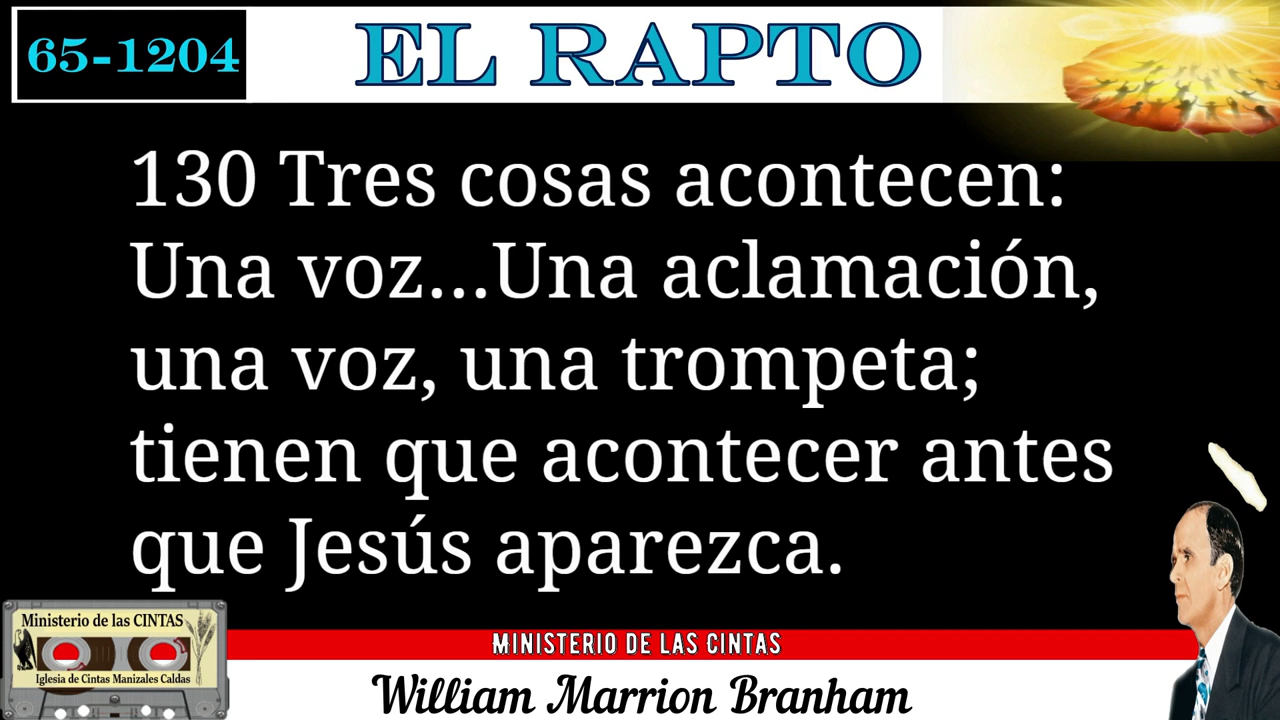 65-1204
EL RAPTO
130 Tres cosas acontecen:
Una voz...Una aclamación,
una voz, una trompeta;
tienen que acontecer antes
que Jesús aparezca.
Ministerio de las CINTAS
Iglesia de Cintas Manizales Caldas
MINISTERIO DE LAS CINTAS
William Marrion Branham